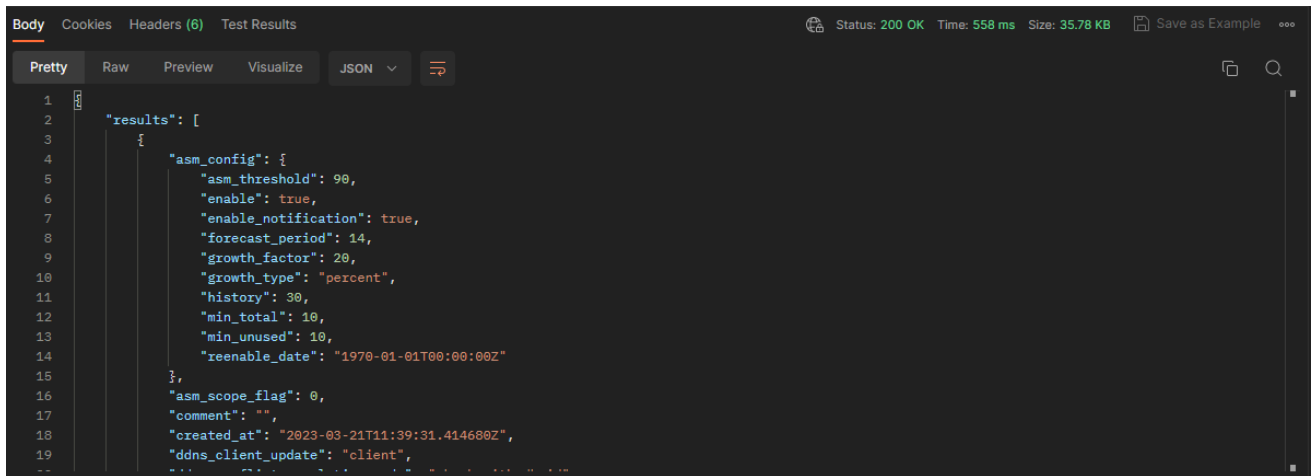 Body Cookies Headers (6) Test Results Status: 200 OK Time: 558 ms Size: 35.78 KB Save as Example
Pretty Raw Preview Visualize JSON
1 {
2 "results": [
3 {
4 "asm_config": {
5 "asm_threshold": 90,
6 "enable": true,
7 "enable_notification": true,
8 "forecast_period": 14,
9 "growth_factor": 20,
10 "growth_type": "percent",
11 "history": 30,
12 "min_total": 10,
13 "min_unused": 10,
14 "reenable_date": "1970-01-01T00:00:00Z"
15 },
16 "asm_scope_flag": 0,
17 "comment": "",
18 "created_at": "2023-03-21T11:39:31.414680Z",
19 "ddns_client_update": "client",